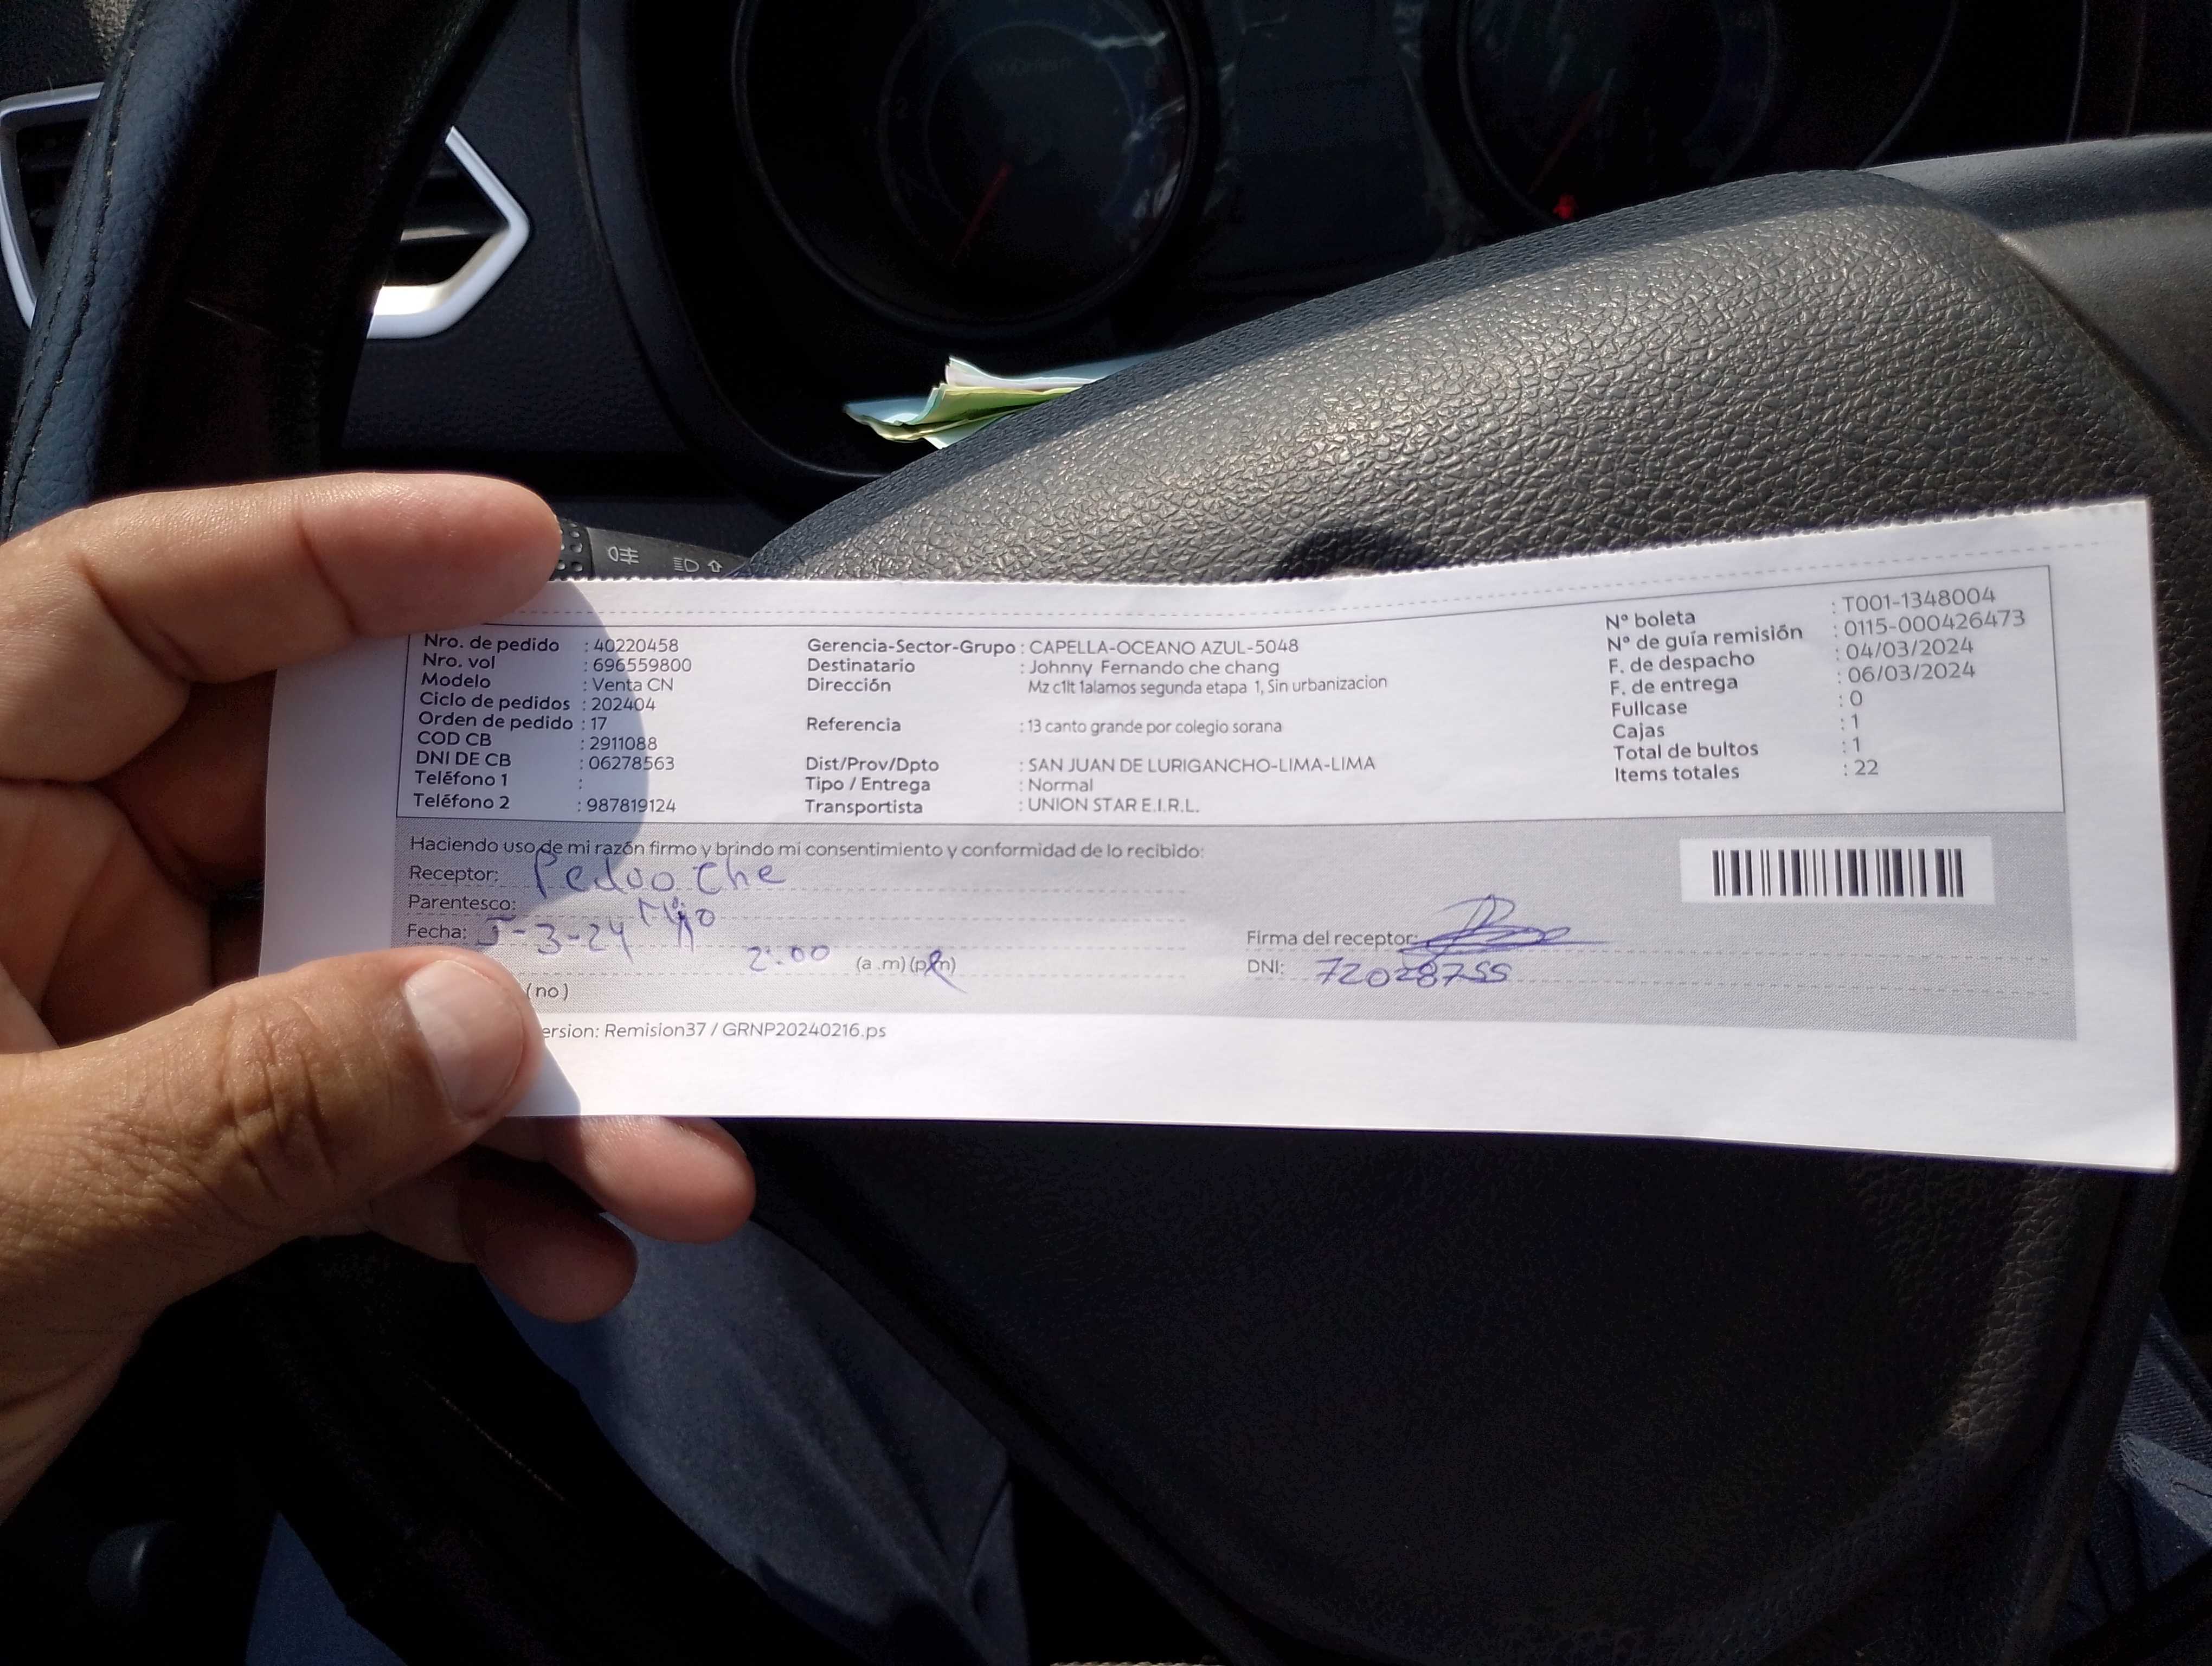 Nro. de pedido : 40220458
Nro. vol : 696559800
Modelo : Venta CN
Ciclo de pedidos : 202404
Orden de pedido : 17
COD CB : 2911088
DNI DE CB : 06278563
Teléfono 1 :
Teléfono 2 : 987819124
Gerencia-Sector-Grupo : CAPELLA-OCEANO AZUL-5048
Destinatario : Johnny Fernando che chang
Dirección Mz c1lt 1alamos segunda etapa 1, Sin urbanizacion
Referencia : 13 canto grande por colegio sorana
Dist/Prov/Dpto : SAN JUAN DE LURIGANCHO-LIMA-LIMA
Tipo / Entrega : Normal
Transportista : UNION STAR E.I.R.L.
Nº boleta : T001-1348004
Nº de guía remisión : 0115-000426473
F. de despacho : 04/03/2024
F. de entrega : 06/03/2024
Fullcase : 0
Cajas : 1
Total de bultos : 1
Items totales : 22
Haciendo uso de mi razón firmo y brindo mi consentimiento y conformidad de lo recibido:
Receptor: Pedro Che
Parentesco: Hijo
Fecha: 5-3-24 2:00 (a.m) (pm)
Firma del receptor:
DNI: 72028755
(no)
ersion: Remision37 / GRNP20240216.ps